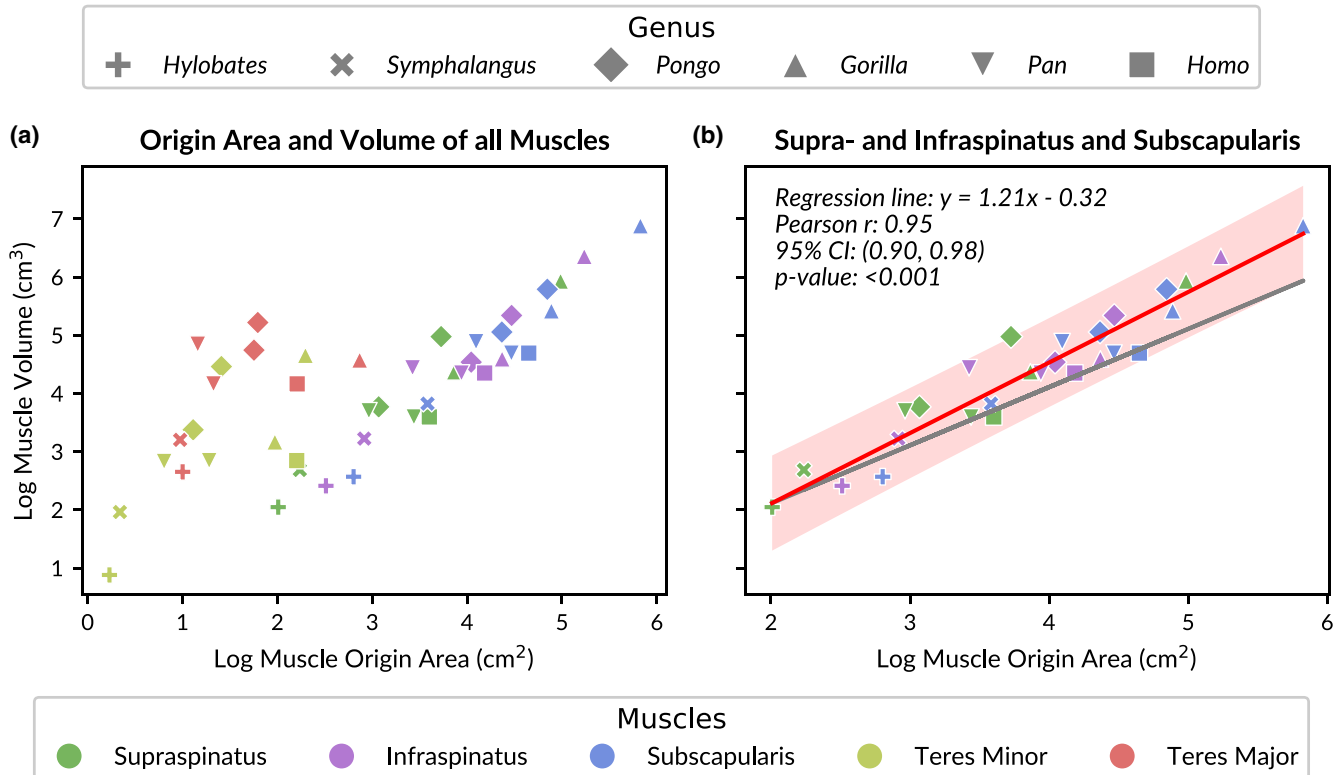 Genus
Hylobates Symphalangus Pongo Gorilla Pan Homo
(a) Origin Area and Volume of all Muscles
(b) Supra- and Infraspinatus and Subscapularis
Log Muscle Volume (cm³)
7
6
5
4
3
2
1
0 1 2 3 4 5 6
Log Muscle Origin Area (cm²)
Regression line: y = 1.21x - 0.32
Pearson r: 0.95
95% CI: (0.90, 0.98)
p-value: <0.001
2 3 4 5 6
Log Muscle Origin Area (cm²)
Muscles
Supraspinatus Infraspinatus Subscapularis Teres Minor Teres Major